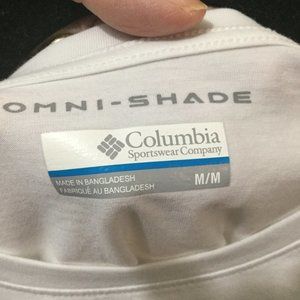 OMNI-SHADE
Columbia
Sportswear Company
MADE IN BANGLADESH
FABRIQUÉ AU BANGLADESH
M/M